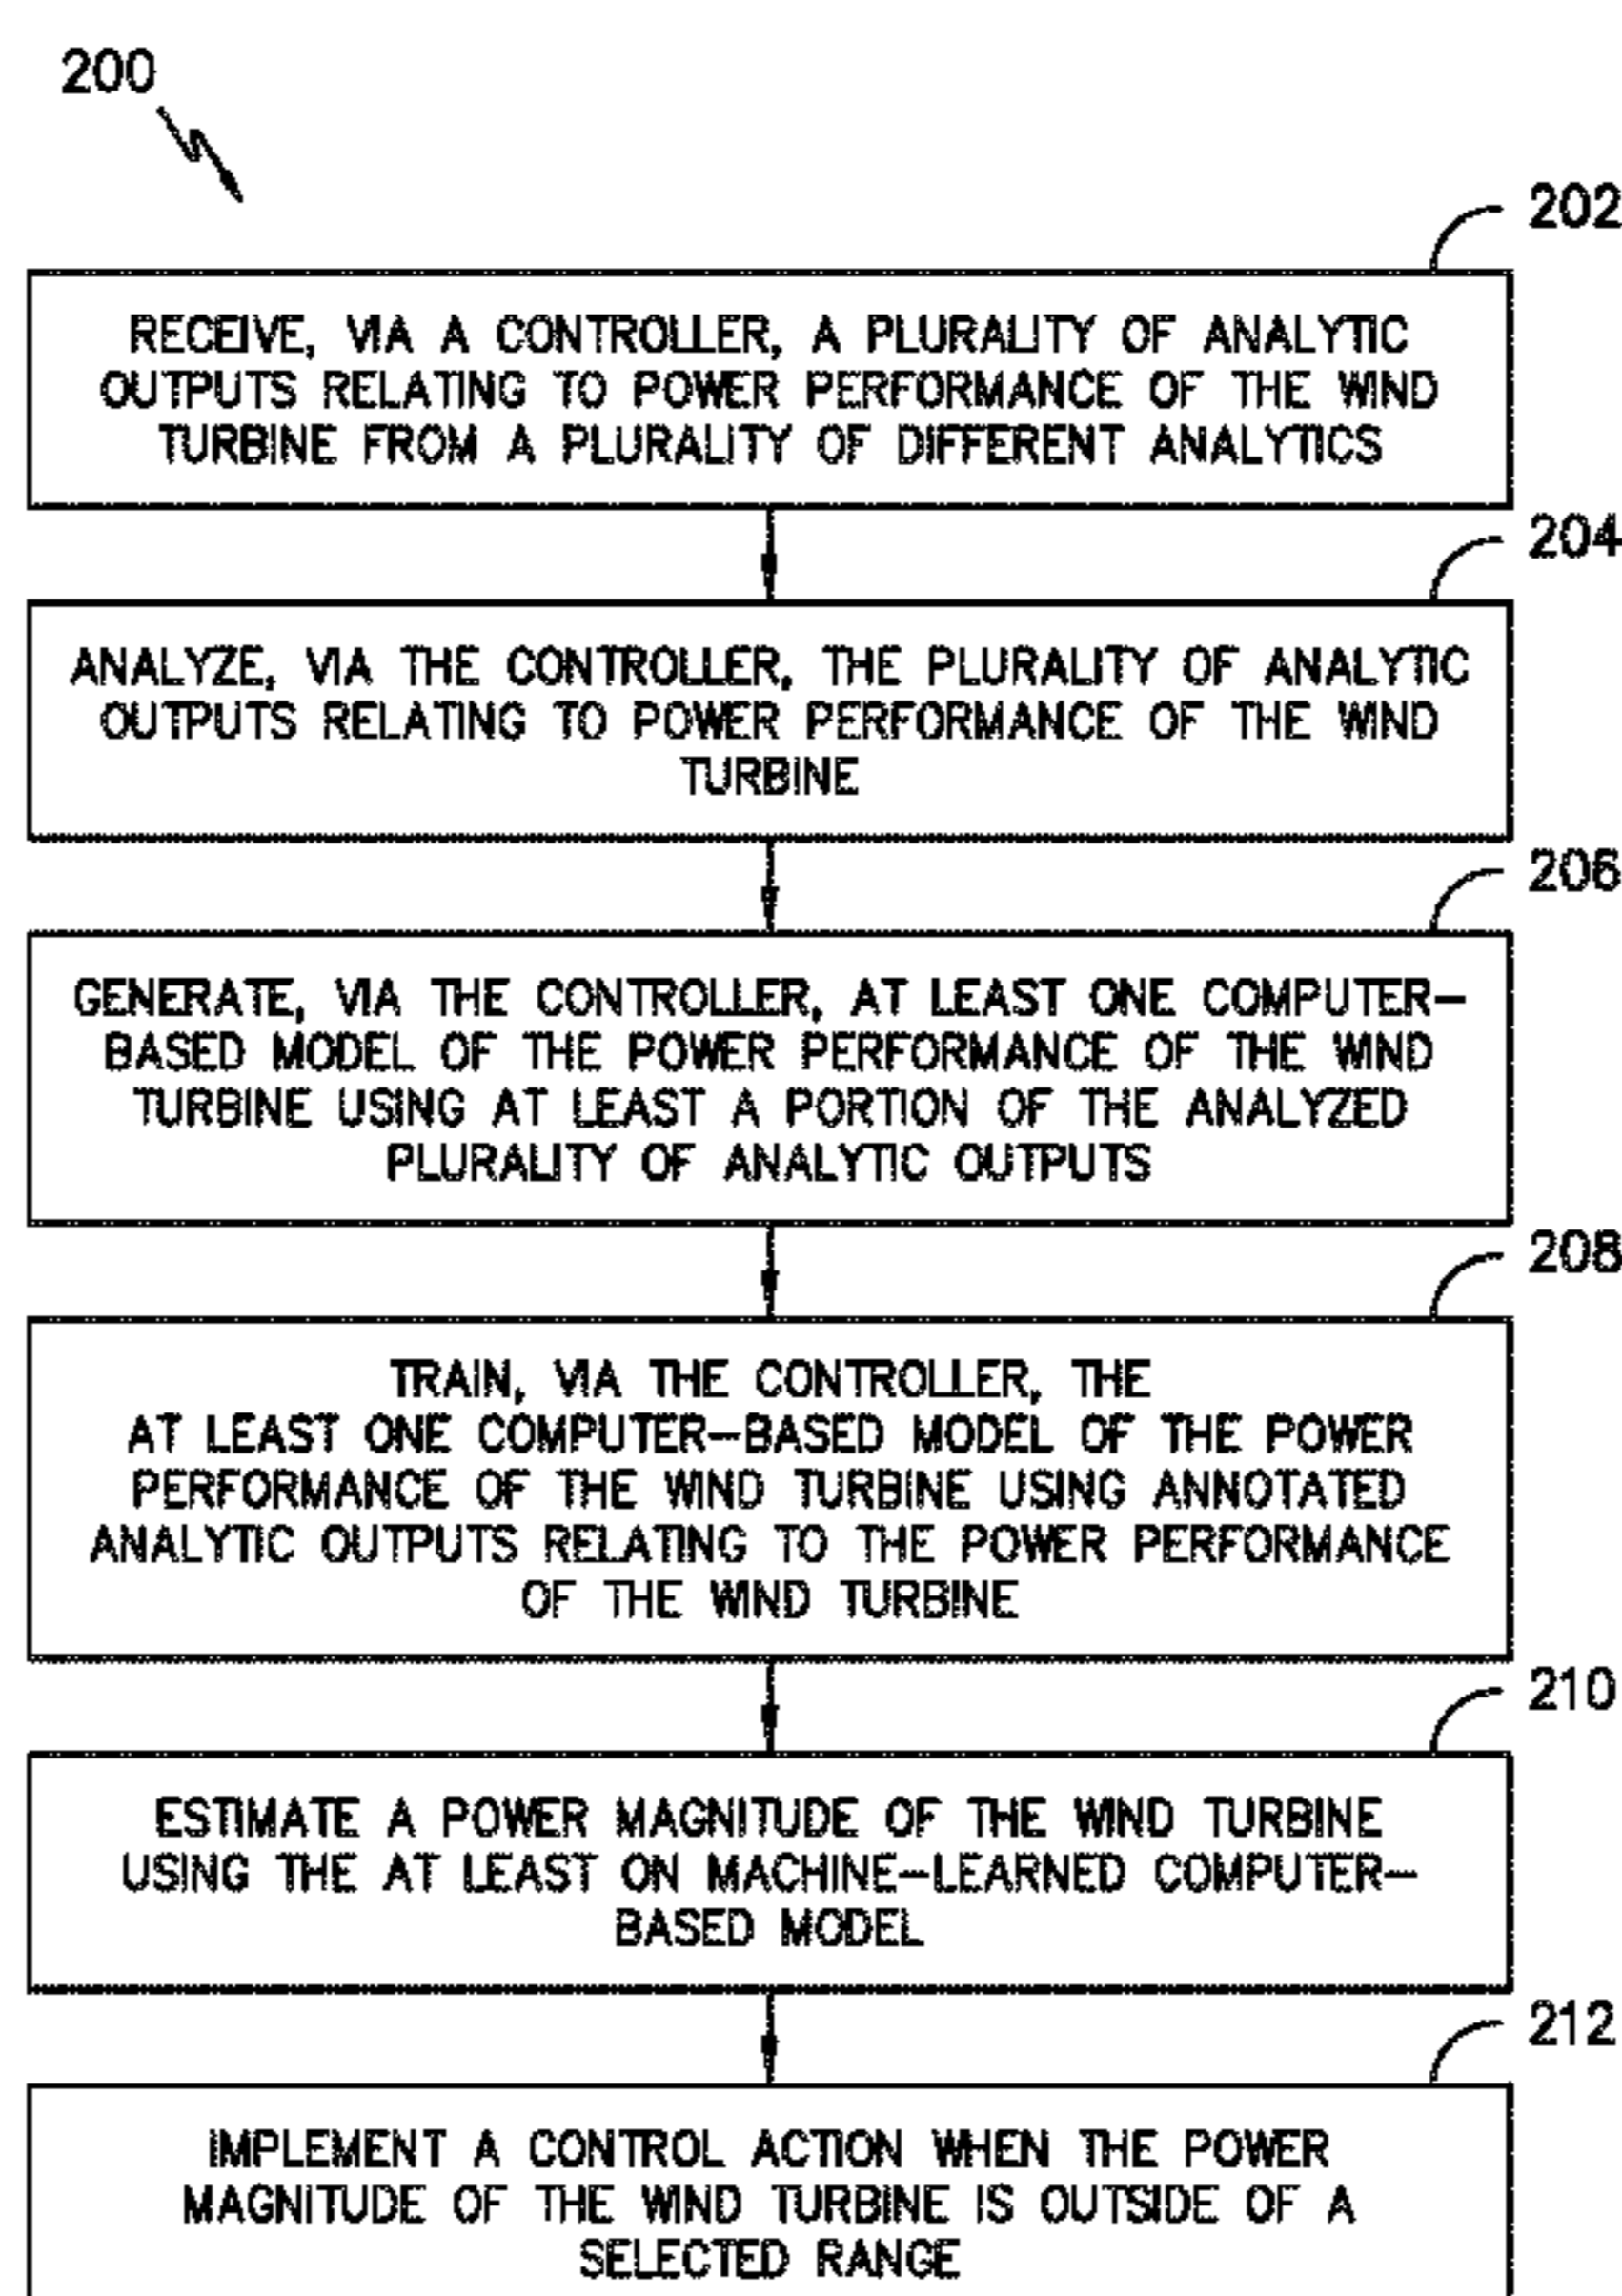 200
202
RECEIVE, VIA A CONTROLLER, A PLURALITY OF ANALYTIC
OUTPUTS RELATING TO POWER PERFORMANCE OF THE WIND
TURBINE FROM A PLURALITY OF DIFFERENT ANALYTICS
204
ANALYZE, VIA THE CONTROLLER, THE PLURALITY OF ANALYTIC
OUTPUTS RELATING TO POWER PERFORMANCE OF THE WIND
TURBINE
206
GENERATE, VIA THE CONTROLLER, AT LEAST ONE COMPUTER-
BASED MODEL OF THE POWER PERFORMANCE OF THE WIND
TURBINE USING AT LEAST A PORTION OF THE ANALYZED
PLURALITY OF ANALYTIC OUTPUTS
208
TRAIN, VIA THE CONTROLLER, THE
AT LEAST ONE COMPUTER-BASED MODEL OF THE POWER
PERFORMANCE OF THE WIND TURBINE USING ANNOTATED
ANALYTIC OUTPUTS RELATING TO THE POWER PERFORMANCE
OF THE WIND TURBINE
210
ESTIMATE A POWER MAGNITUDE OF THE WIND TURBINE
USING THE AT LEAST ON MACHINE-LEARNED COMPUTER-
BASED MODEL
212
IMPLEMENT A CONTROL ACTION WHEN THE POWER
MAGNITUDE OF THE WIND TURBINE IS OUTSIDE OF A
SELECTED RANGE